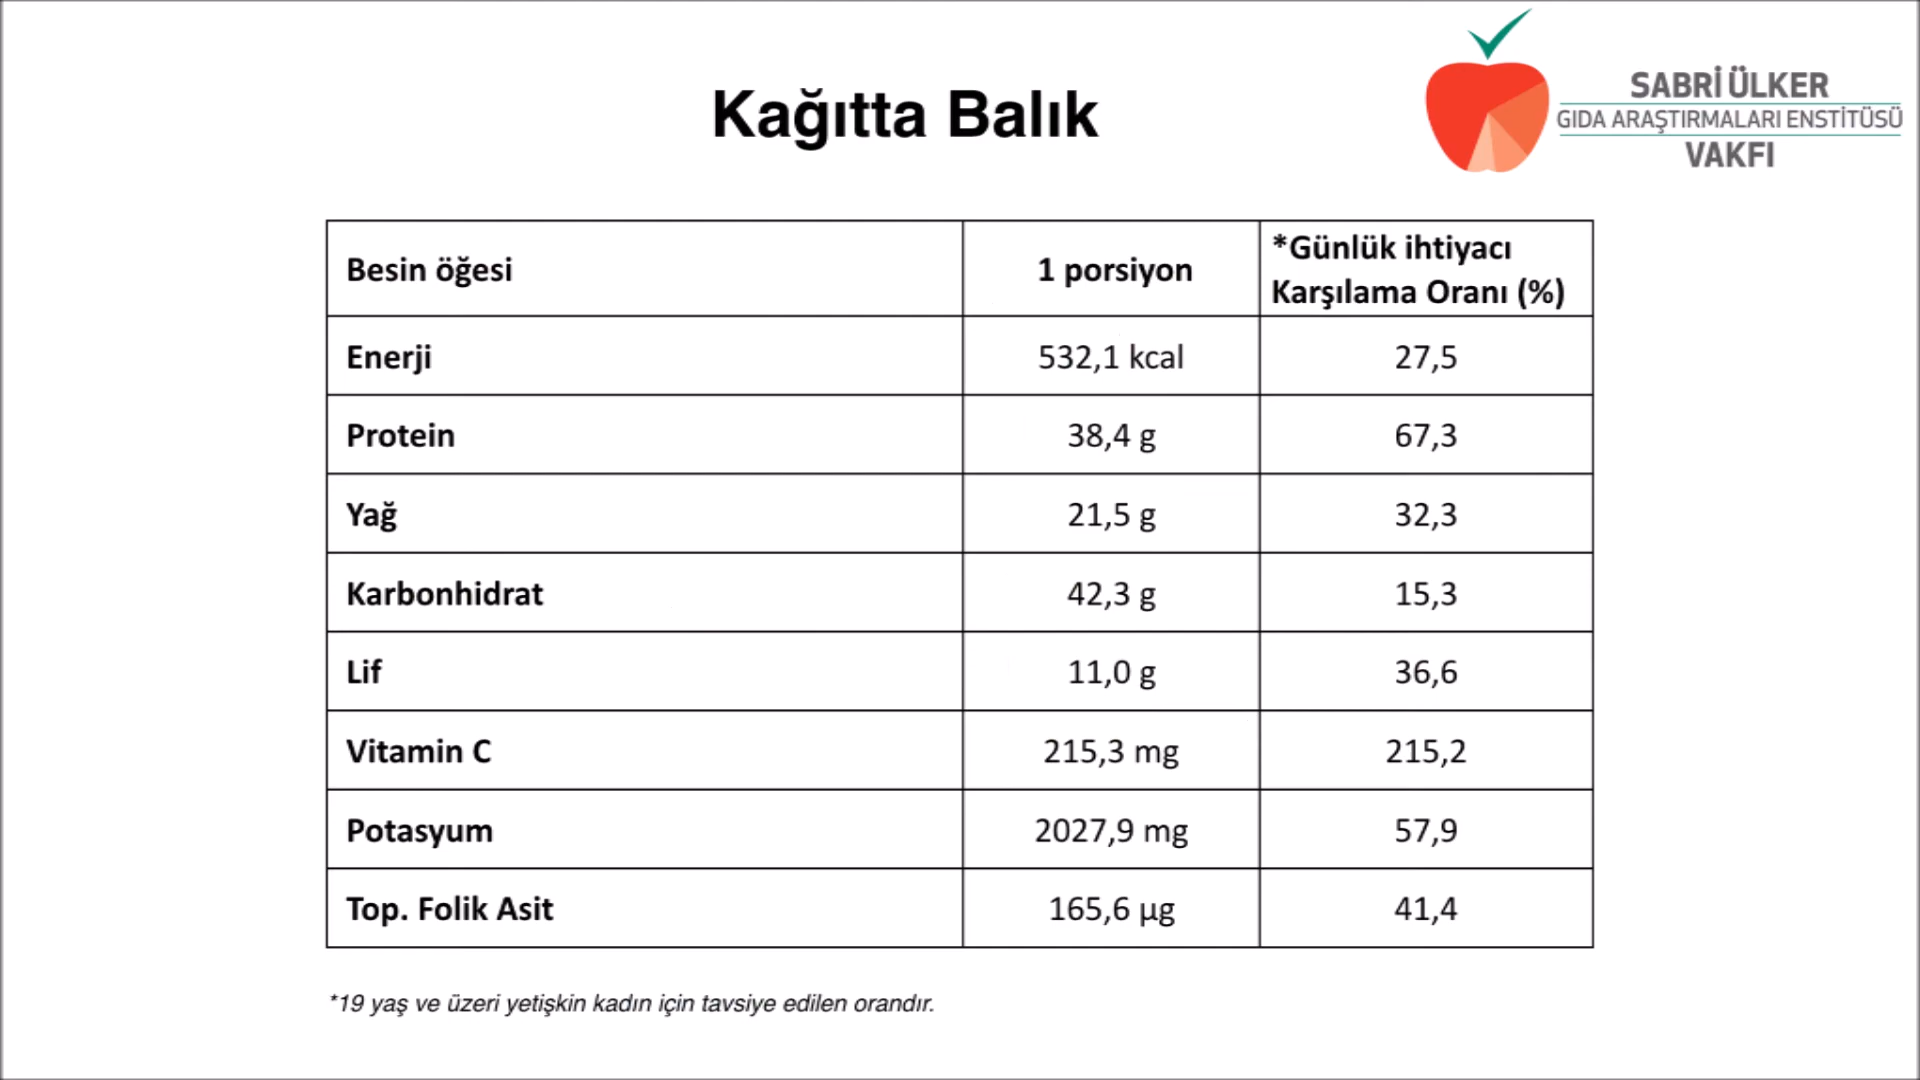 Kağıtta Balık
SABRİ ÜLKER
GIDA ARAŞTIRMALARI ENSTİTÜSÜ
VAKFI
Besin öğesi 1 porsiyon *Günlük ihtiyacı Karşılama Oranı (%)
Enerji 532,1 kcal 27,5
Protein 38,4 g 67,3
Yağ 21,5 g 32,3
Karbonhidrat 42,3 g 15,3
Lif 11,0 g 36,6
Vitamin C 215,3 mg 215,2
Potasyum 2027,9 mg 57,9
Top. Folik Asit 165,6 µg 41,4
*19 yaş ve üzeri yetişkin kadın için tavsiye edilen orandır.